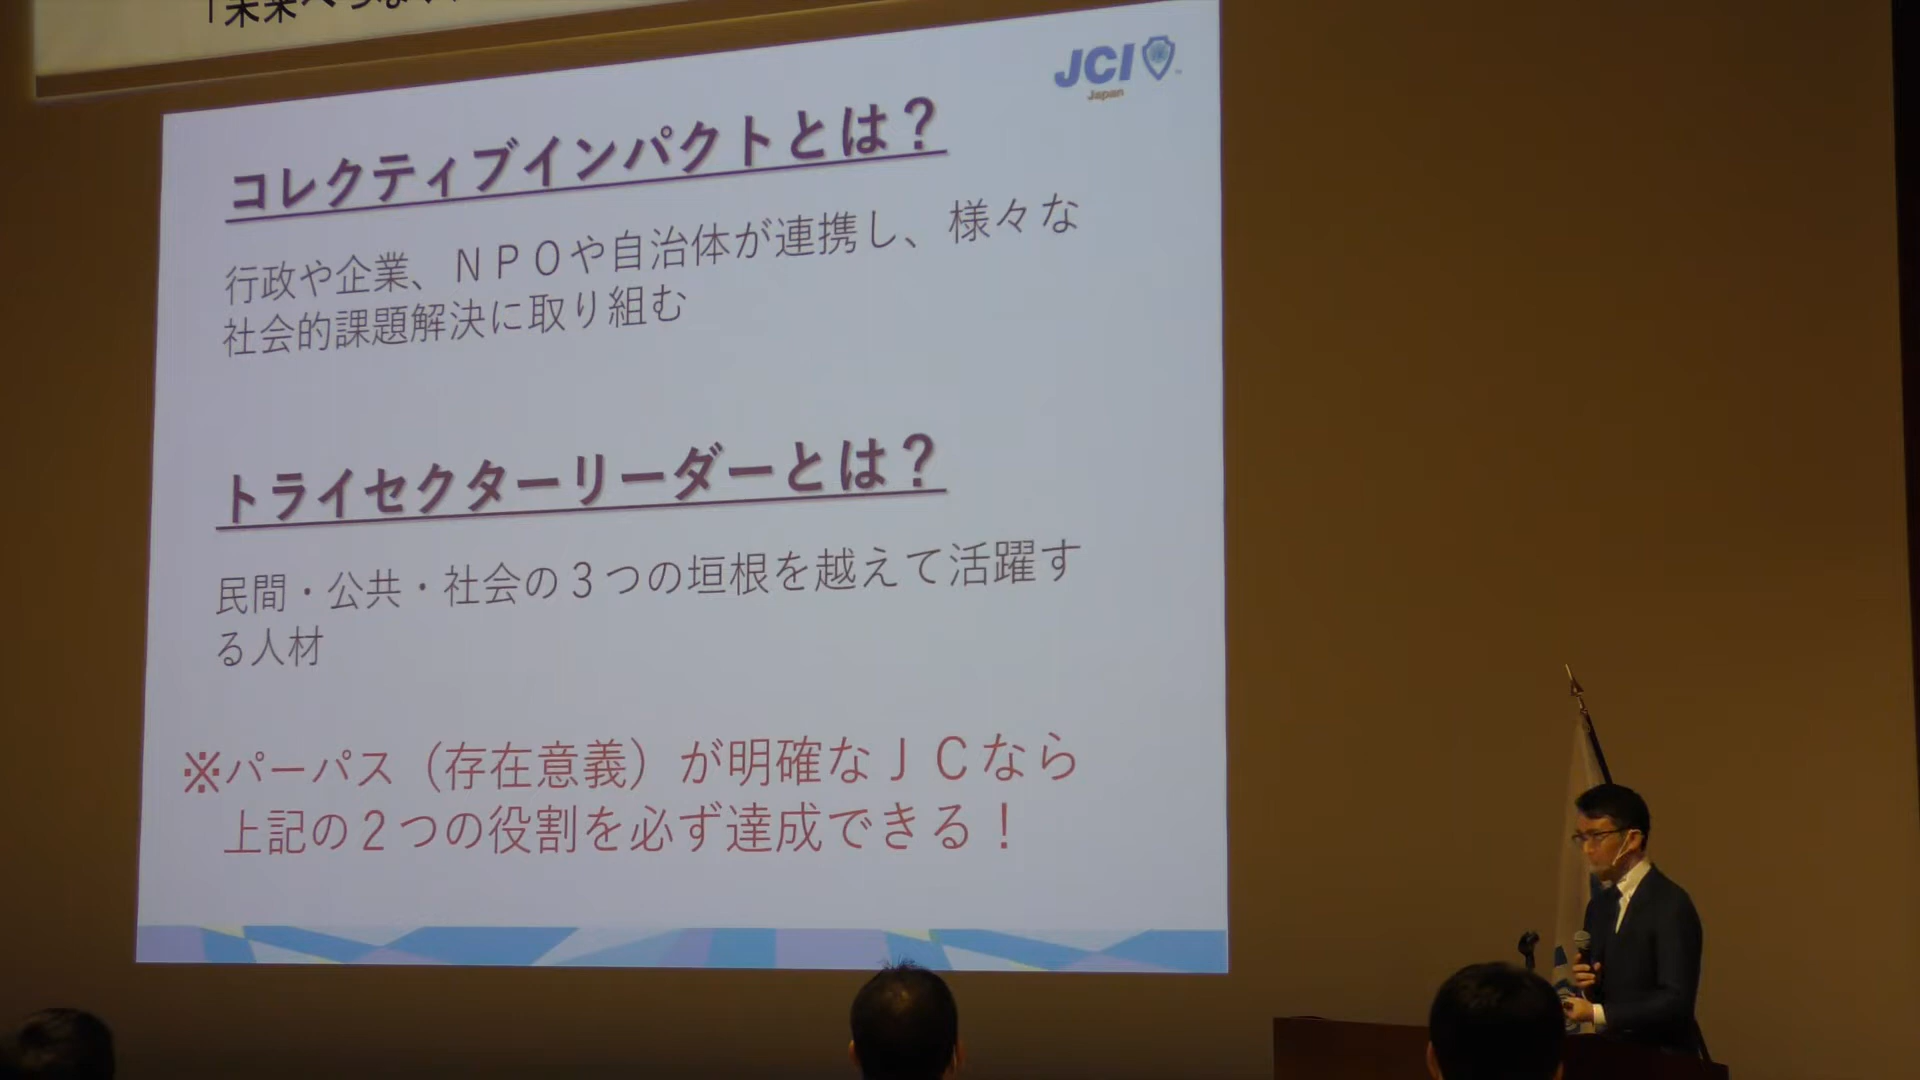 「未来へつな
JCI
Japan
コレクティブインパクトとは？
行政や企業、ＮＰＯや自治体が連携し、様々な
社会的課題解決に取り組む
トライセクターリーダーとは？
民間・公共・社会の３つの垣根を越えて活躍す
る人材
※パーパス（存在意義）が明確なＪＣなら
上記の２つの役割を必ず達成できる！